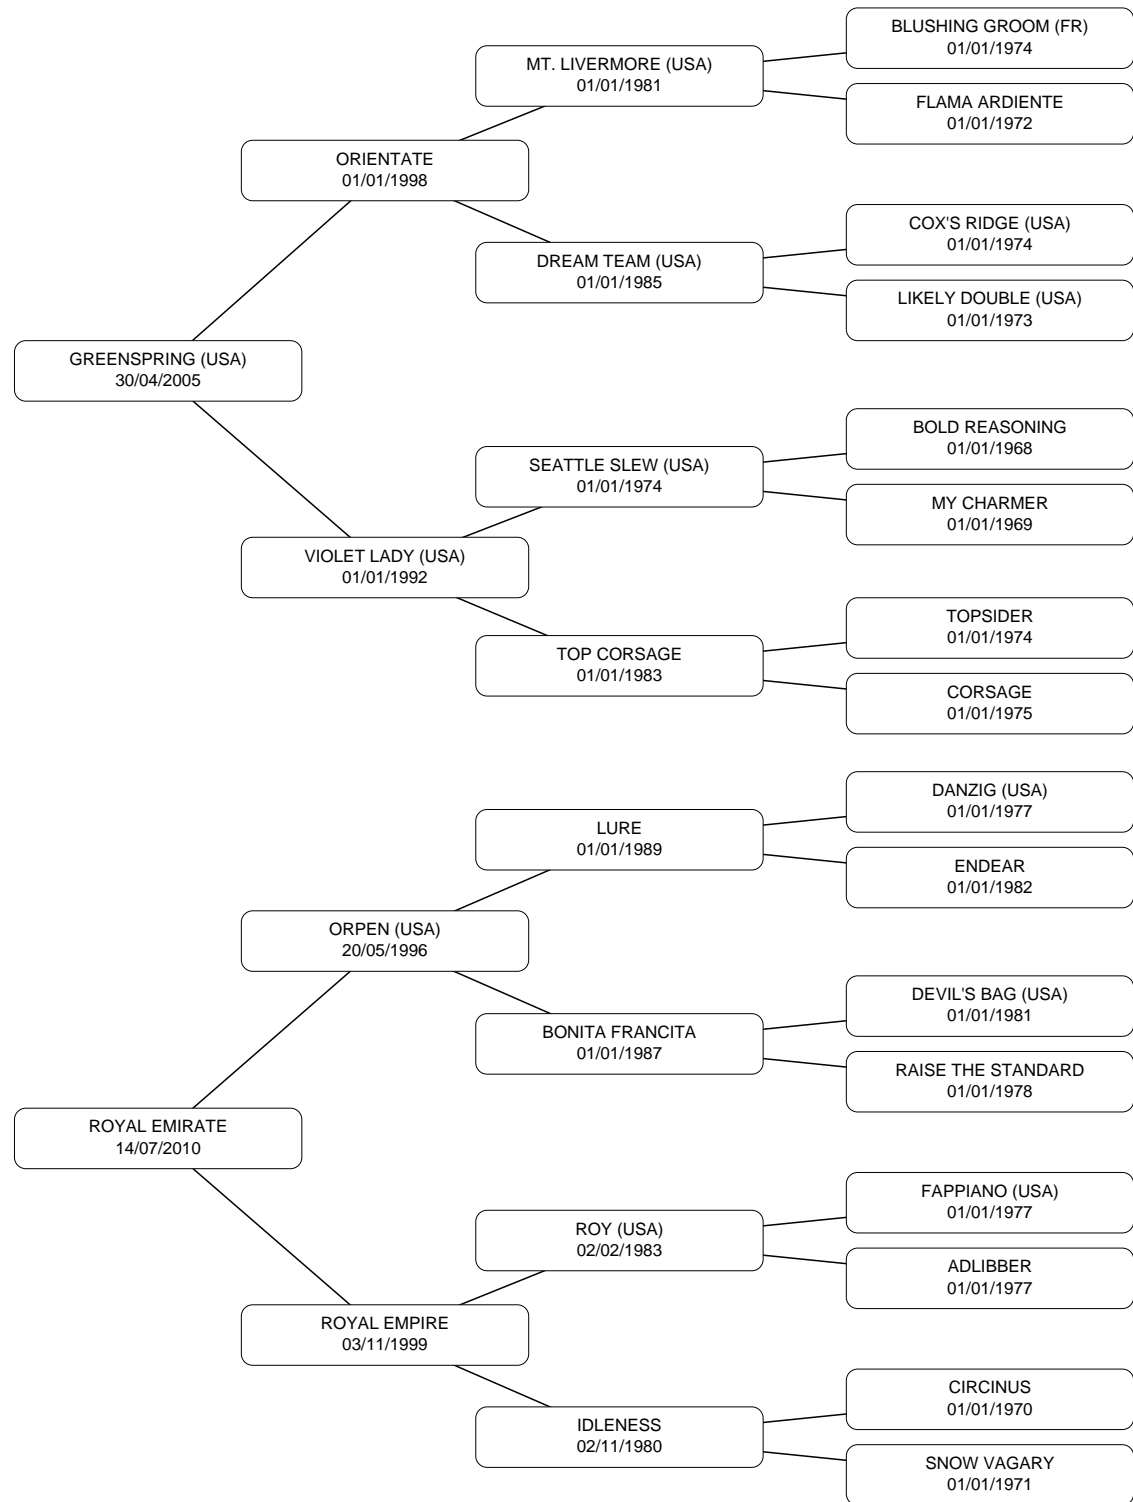 BLUSHING GROOM (FR)
01/01/1974
MT. LIVERMORE (USA)
01/01/1981
FLAMA ARDIENTE
01/01/1972
ORIENTATE
01/01/1998
COX'S RIDGE (USA)
01/01/1974
DREAM TEAM (USA)
01/01/1985
LIKELY DOUBLE (USA)
01/01/1973
GREENSPRING (USA)
30/04/2005
BOLD REASONING
01/01/1968
SEATTLE SLEW (USA)
01/01/1974
MY CHARMER
01/01/1969
VIOLET LADY (USA)
01/01/1992
TOPSIDER
01/01/1974
TOP CORSAGE
01/01/1983
CORSAGE
01/01/1975
DANZIG (USA)
01/01/1977
LURE
01/01/1989
ENDEAR
01/01/1982
ORPEN (USA)
20/05/1996
DEVIL'S BAG (USA)
01/01/1981
BONITA FRANCITA
01/01/1987
RAISE THE STANDARD
01/01/1978
ROYAL EMIRATE
14/07/2010
FAPPIANO (USA)
01/01/1977
ROY (USA)
02/02/1983
ADLIBBER
01/01/1977
ROYAL EMPIRE
03/11/1999
CIRCINUS
01/01/1970
IDLENESS
02/11/1980
SNOW VAGARY
01/01/1971